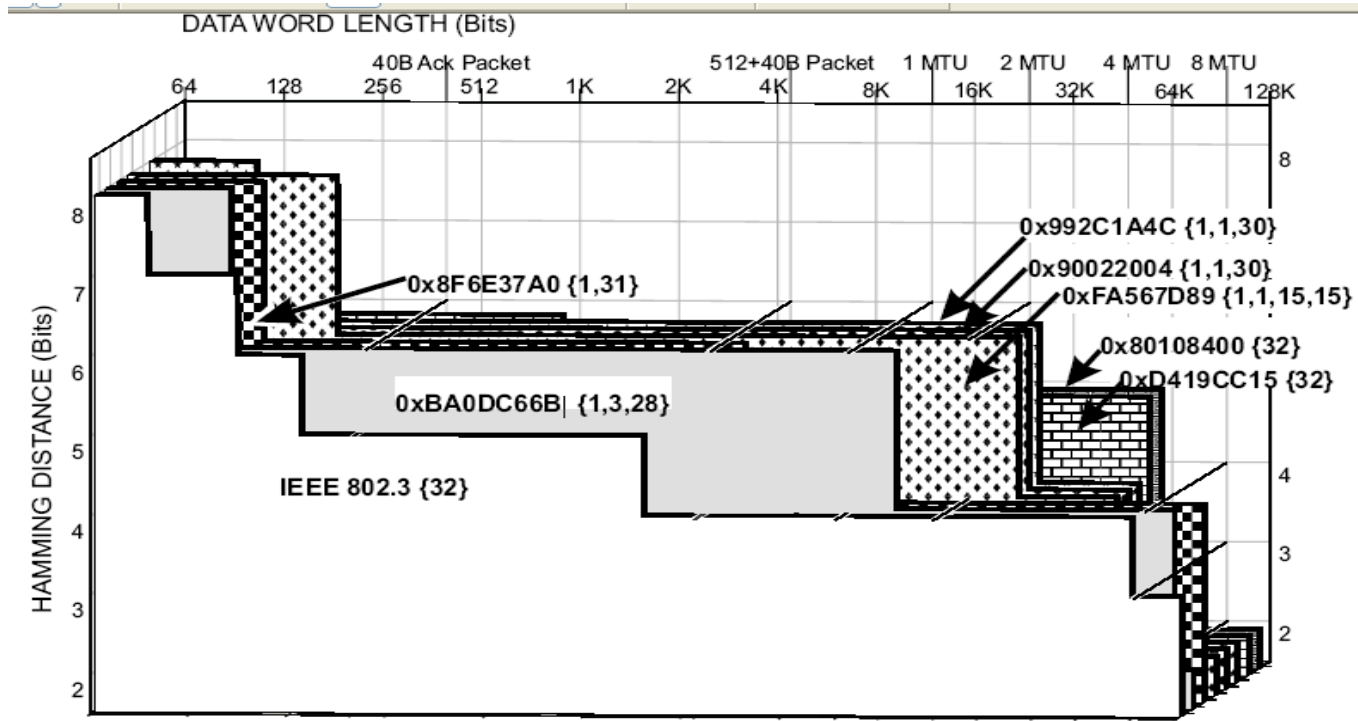 DATA WORD LENGTH (Bits)
40B Ack Packet 512+40B Packet 1 MTU 2 MTU 4 MTU 8 MTU
64 128 256 512 1K 2K 4K 8K 16K 32K 64K 128K
8
8
7
6
5
4
3
2
4
3
2
HAMMING DISTANCE (Bits)
0x992C1A4C {1,1,30}
0x90022004 {1,1,30}
0x8F6E37A0 {1,31}
0xFA567D89 {1,1,15,15}
0x80108400 {32}
0xD419CC15 {32}
0xBA0DC66B| {1,3,28}
IEEE 802.3 {32}